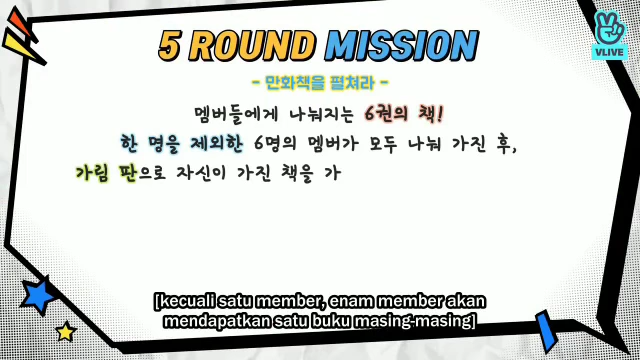 5 ROUND MISSION
VLIVE
- 만화책을 펼쳐라 -
멤버들에게 나눠지는 6권의 책!
한 명을 제외한 6명의 멤버가 모두 나눠 가진 후,
가림 판으로 자신이 가진 책을 가
[kecuali satu member, enam member akan
mendapatkan satu buku masing-masing]